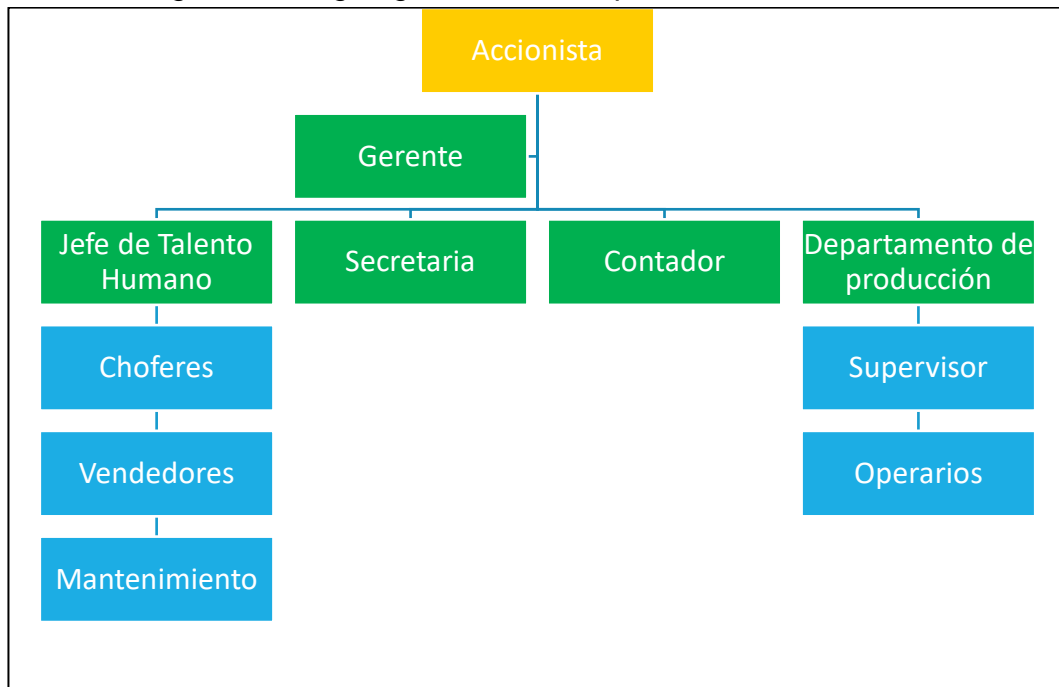 Accionista
Gerente
Jefe de Talento
Humano
Secretaria
Contador
Departamento de
producción
Choferes
Supervisor
Vendedores
Operarios
Mantenimiento